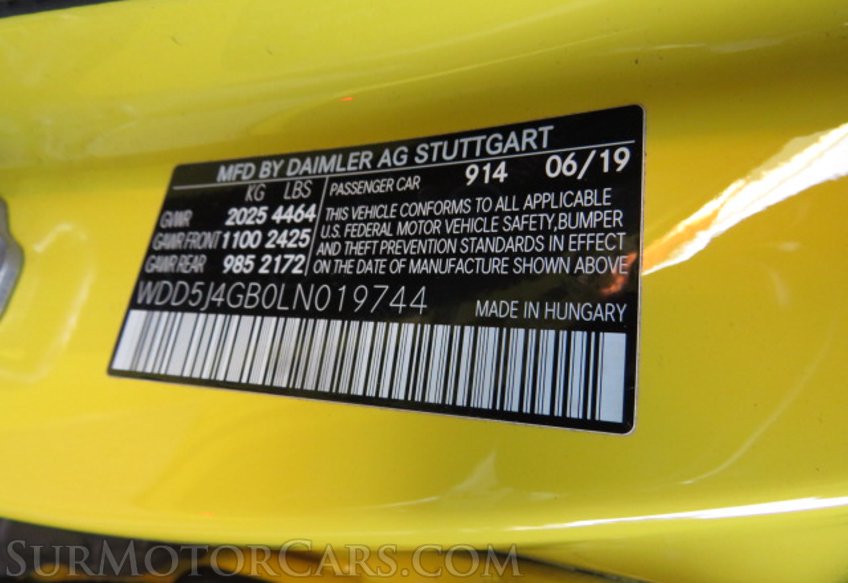 MFD BY DAIMLER AG STUTTGART
KG LBS PASSENGER CAR 914 06/19
GVWR 2025 4464 THIS VEHICLE CONFORMS TO ALL APPLICABLE
U.S. FEDERAL MOTOR VEHICLE SAFETY, BUMPER
GAWR FRONT 1100 2425 AND THEFT PREVENTION STANDARDS IN EFFECT
GAWR REAR 985 2172 ON THE DATE OF MANUFACTURE SHOWN ABOVE
WDD5J4GB0LN019744 MADE IN HUNGARY
SURMOTORCARS.COM